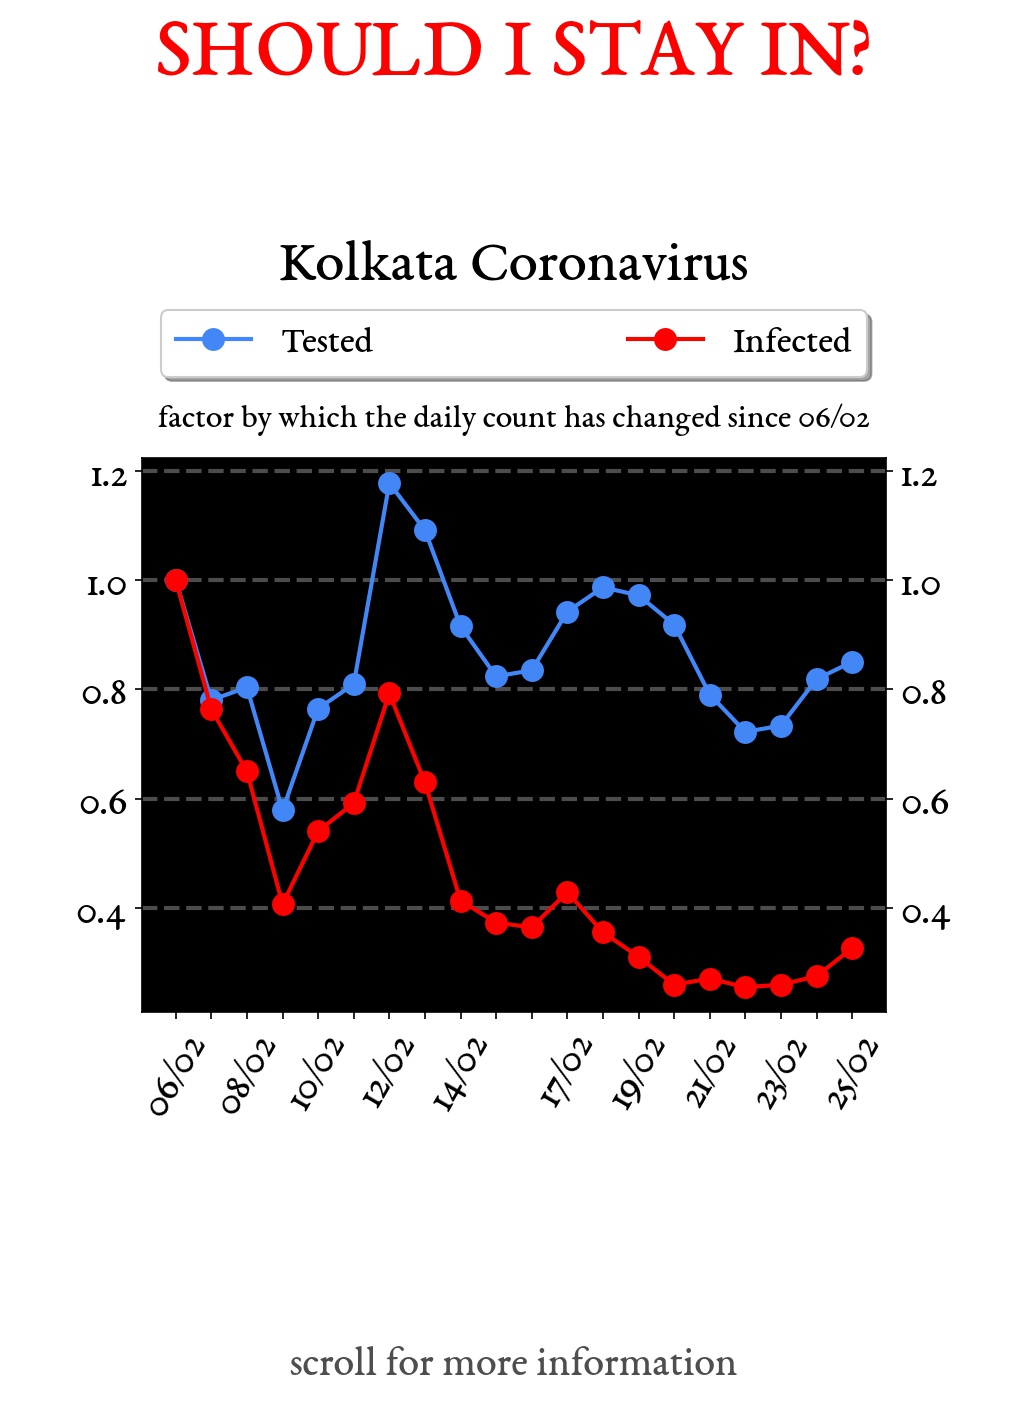 SHOULD I STAY IN?
Kolkata Coronavirus
Tested Infected
factor by which the daily count has changed since 06/02
1.2 1.2
1.0 1.0
0.8 0.8
0.6 0.6
0.4 0.4
06/02 08/02 10/02 12/02 14/02 17/02 19/02 21/02 23/02 25/02
scroll for more information